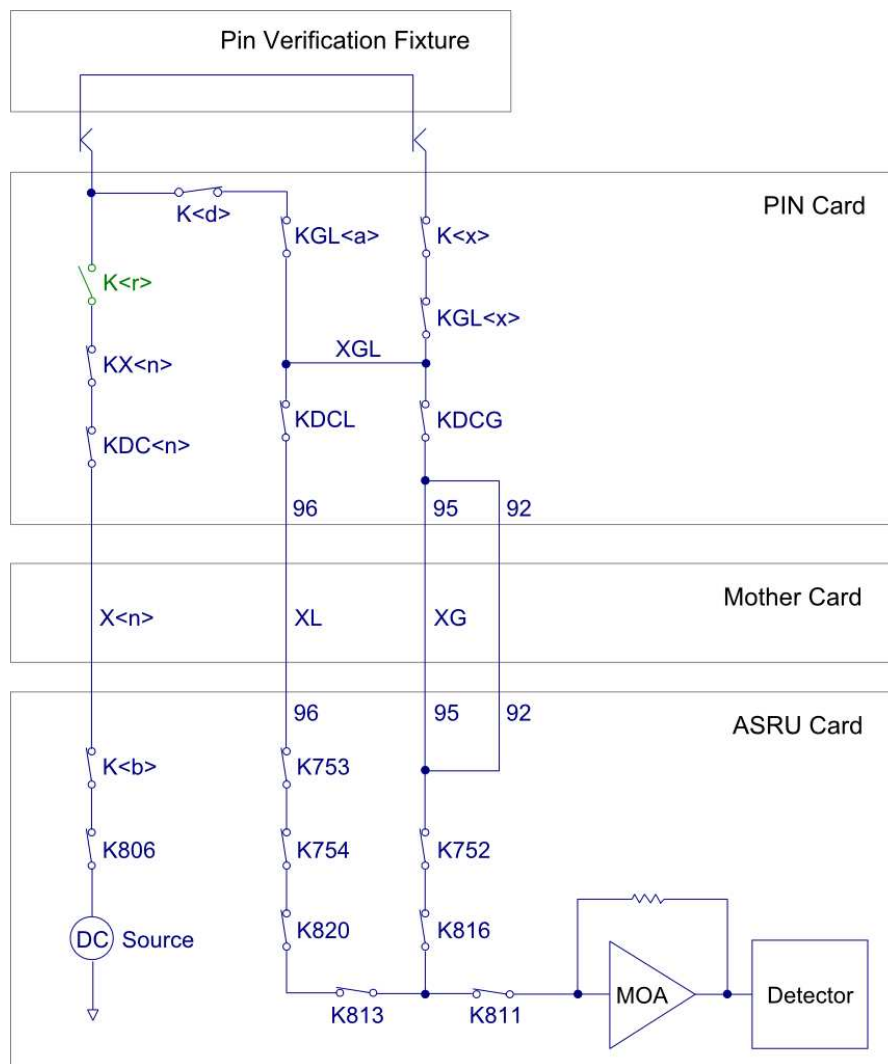 Pin Verification Fixture
PIN Card
K<d>
KGL<a>
K<x>
K<r>
KGL<x>
XGL
KX<n>
KDCL
KDCG
KDC<n>
96
95
92
Mother Card
X<n>
XL
XG
96
95
92
ASRU Card
K<b>
K753
K806
K754
K752
DC
Source
K820
K816
MOA
Detector
K813
K811